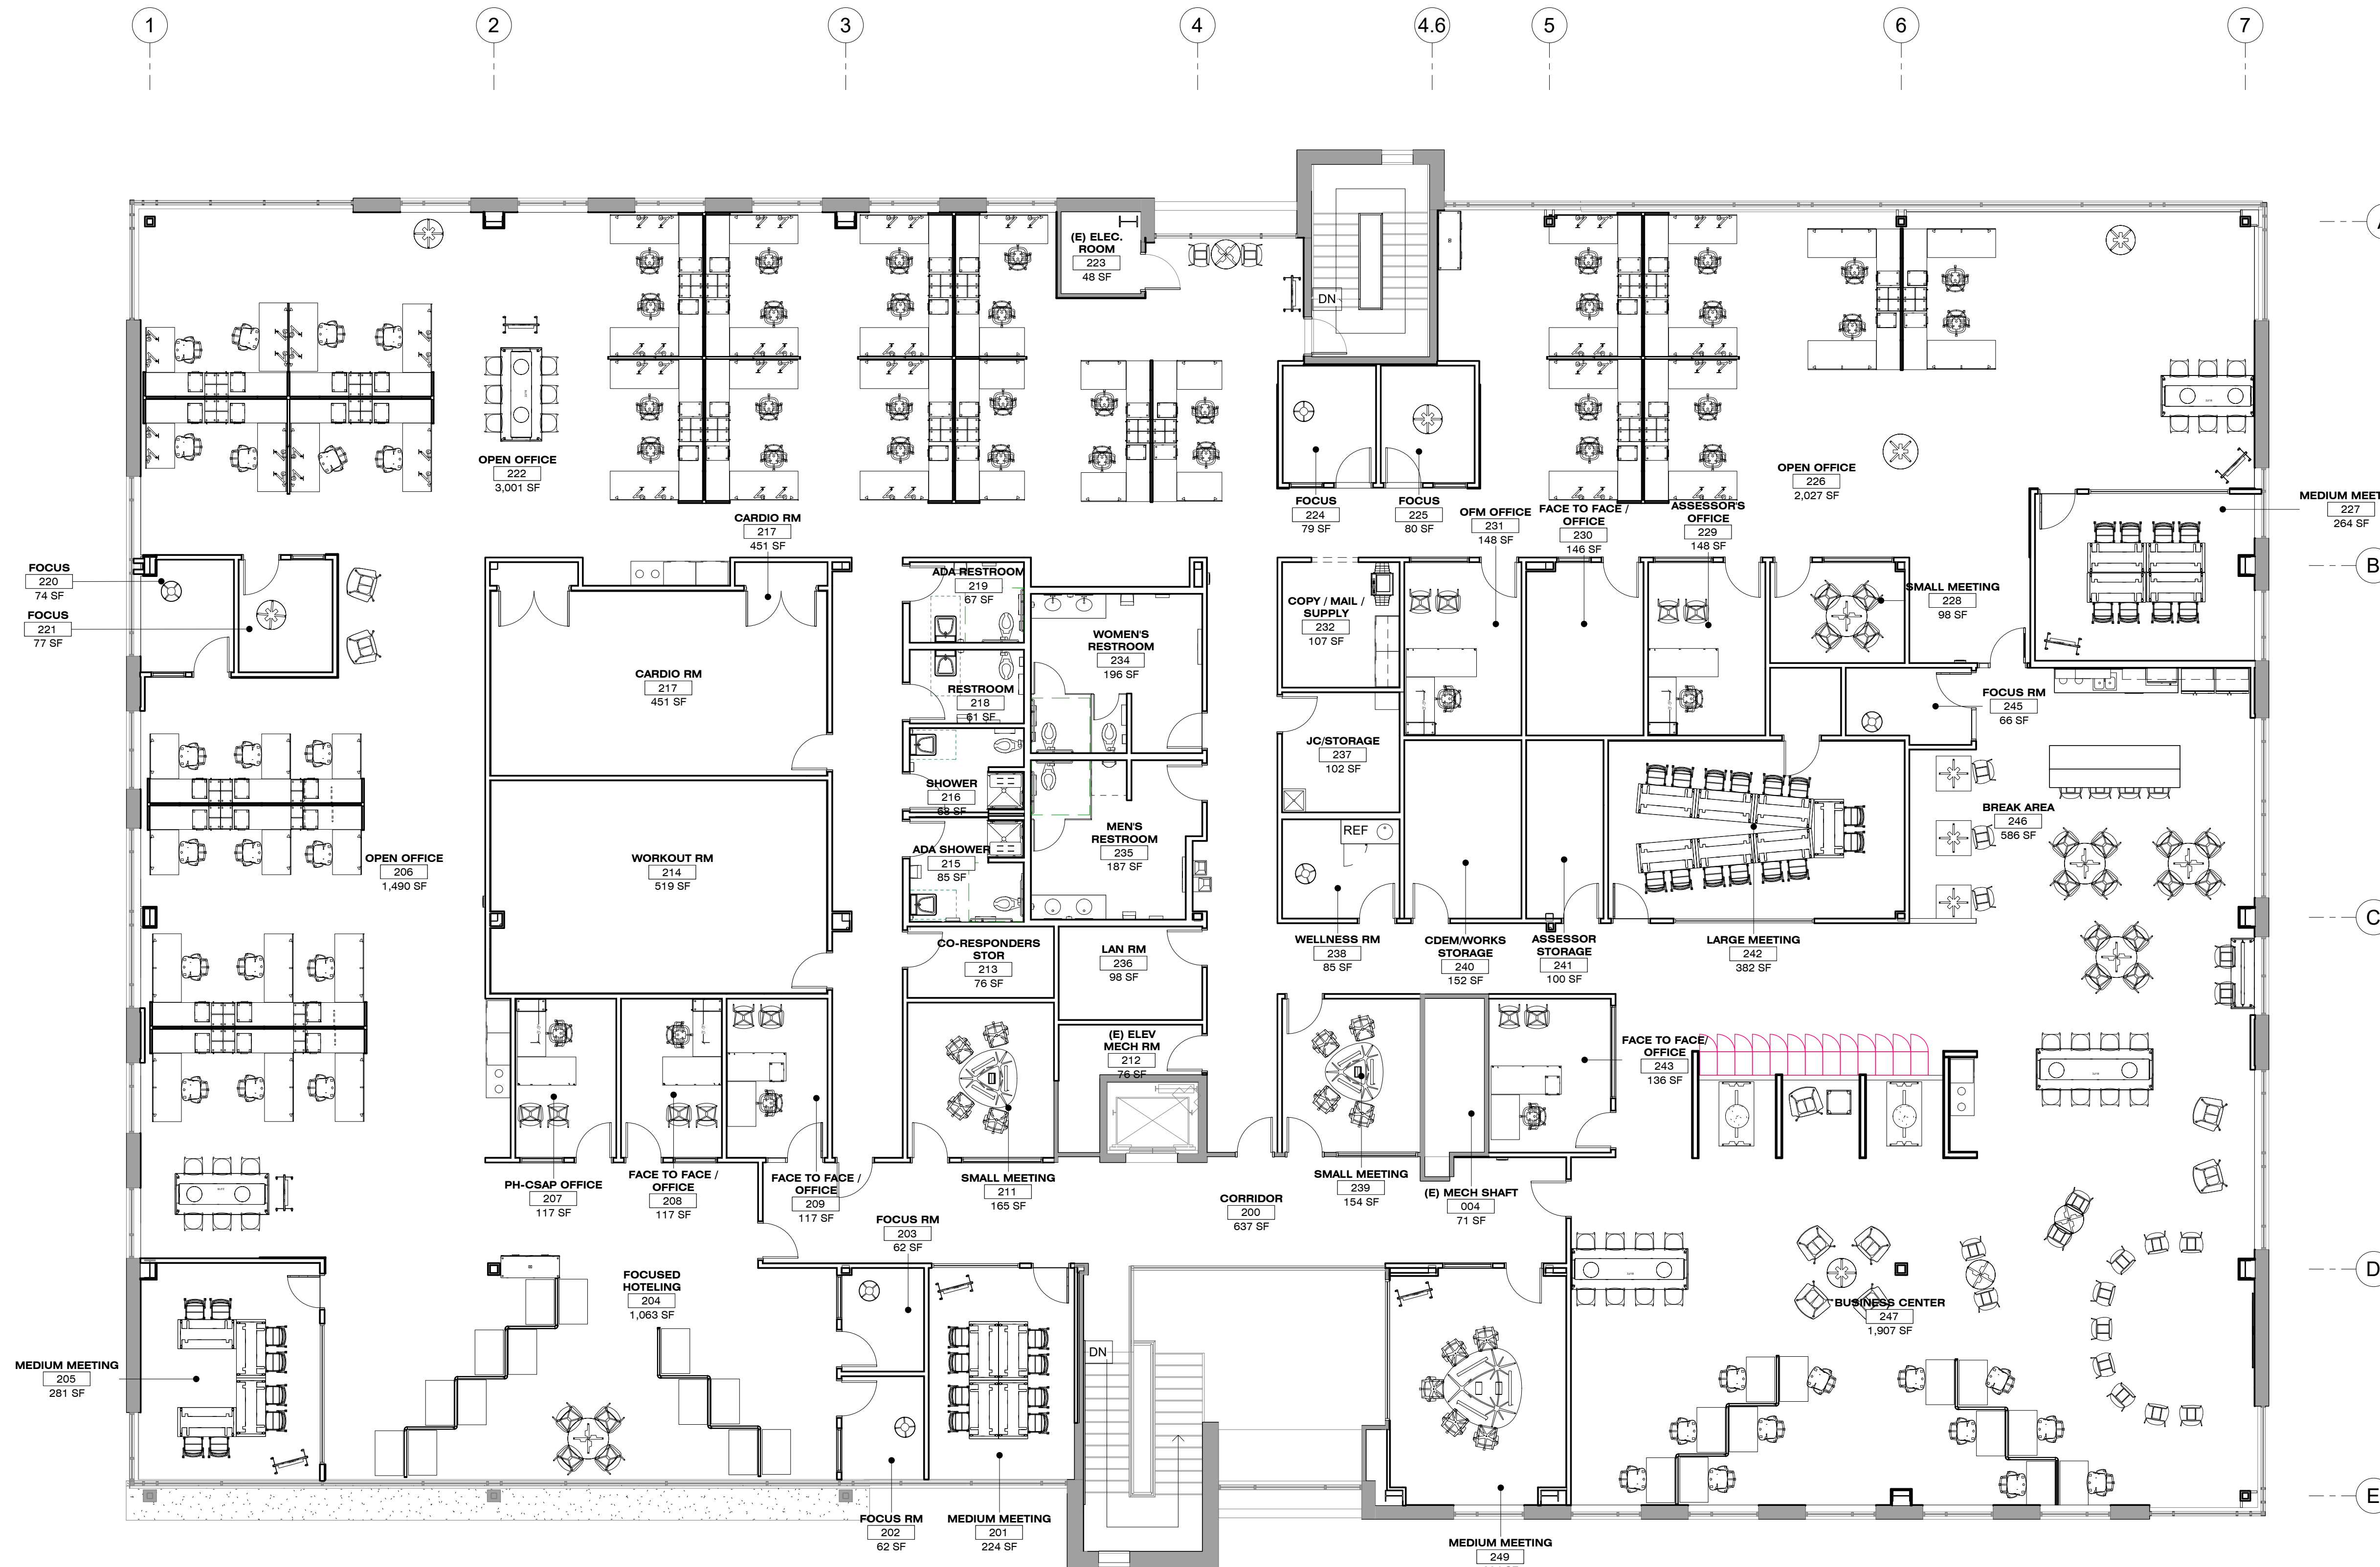 1
2
3
4
4.6
5
6
7
(E) ELEC.
ROOM
223
48 SF
DN
OPEN OFFICE
222
3,001 SF
OPEN OFFICE
226
2,027 SF
MEDIUM MEET
227
264 SF
CARDIO RM
217
451 SF
FOCUS
224
79 SF
FOCUS
225
80 SF
OFM OFFICE
231
148 SF
FACE TO FACE /
OFFICE
230
146 SF
ASSESSOR'S
OFFICE
229
148 SF
B
FOCUS
220
74 SF
FOCUS
221
77 SF
ADA RESTROOM
219
67 SF
COPY / MAIL /
SUPPLY
232
107 SF
SMALL MEETING
228
98 SF
WOMEN'S
RESTROOM
234
196 SF
CARDIO RM
217
451 SF
RESTROOM
218
61 SF
FOCUS RM
245
66 SF
JC/STORAGE
237
102 SF
SHOWER
216
68 SF
BREAK AREA
246
586 SF
OPEN OFFICE
206
1,490 SF
WORKOUT RM
214
519 SF
ADA SHOWER
215
85 SF
MEN'S
RESTROOM
235
187 SF
REF
C
CO-RESPONDERS
STOR
213
76 SF
LAN RM
236
98 SF
WELLNESS RM
238
85 SF
CDEM/WORKS
STORAGE
240
152 SF
ASSESSOR
STORAGE
241
100 SF
LARGE MEETING
242
382 SF
(E) ELEV
MECH RM
212
76 SF
FACE TO FACE/
OFFICE
243
136 SF
PH-CSAP OFFICE
207
117 SF
FACE TO FACE /
OFFICE
208
117 SF
FACE TO FACE /
OFFICE
209
117 SF
SMALL MEETING
211
165 SF
CORRIDOR
200
637 SF
SMALL MEETING
239
154 SF
(E) MECH SHAFT
004
71 SF
FOCUS RM
203
62 SF
D
FOCUSED
HOTELING
204
1,063 SF
BUSINESS CENTER
247
1,907 SF
MEDIUM MEETING
205
281 SF
DN
E
FOCUS RM
202
62 SF
MEDIUM MEETING
201
224 SF
MEDIUM MEETING
249